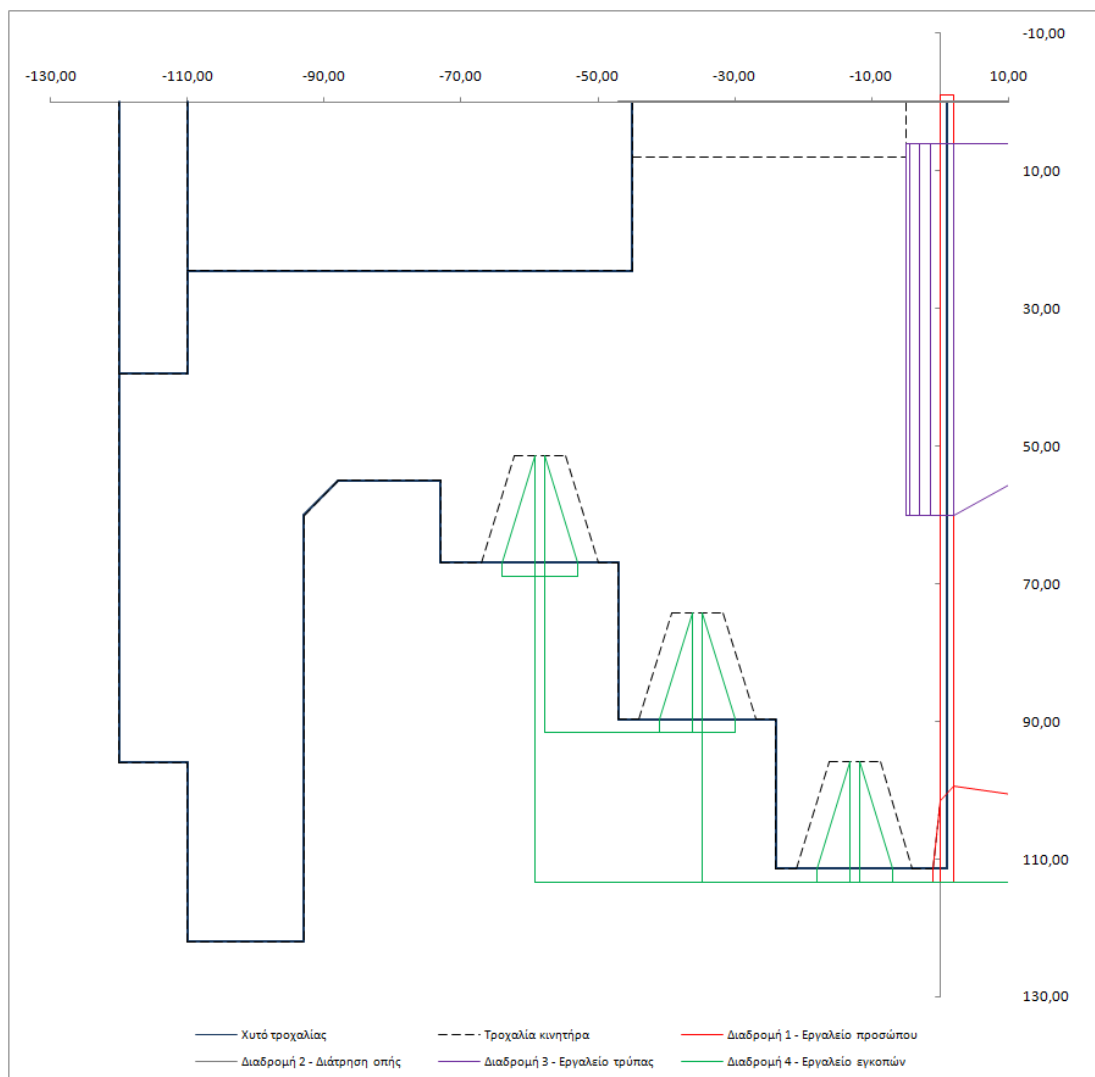 -10,00
-130,00 -110,00 -90,00 -70,00 -50,00 -30,00 -10,00 10,00
10,00
30,00
50,00
70,00
90,00
110,00
130,00
Χυτό τροχαλίας Τροχαλία κινητήρα Διαδρομή 1 - Εργαλείο προσώπου
Διαδρομή 2 - Διάτρηση οπής Διαδρομή 3 - Εργαλείο τρύπας Διαδρομή 4 - Εργαλείο εγκοπών